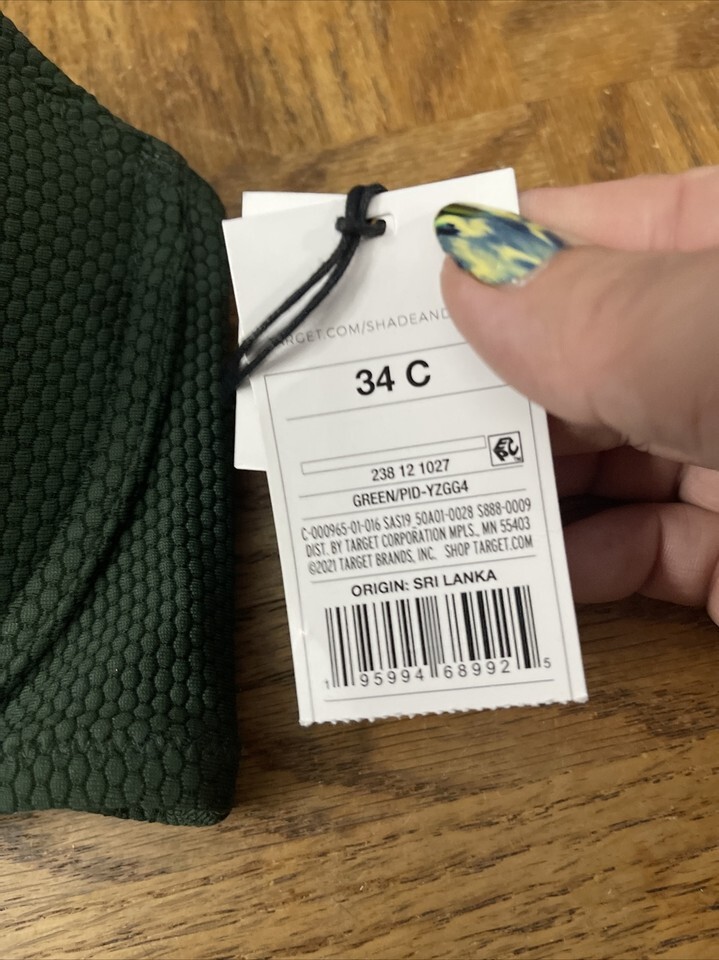 TARGET.COM/SHADEAND
34 C
238 12 1027
GREEN/PID-YZGG4
C-000965-01-016 SAS19_50A01-0028 S888-0009
DIST. BY TARGET CORPORATION MPLS., MN 55403
©2021 TARGET BRANDS, INC. SHOP TARGET.COM
ORIGIN: SRI LANKA
1 95994 68992 5